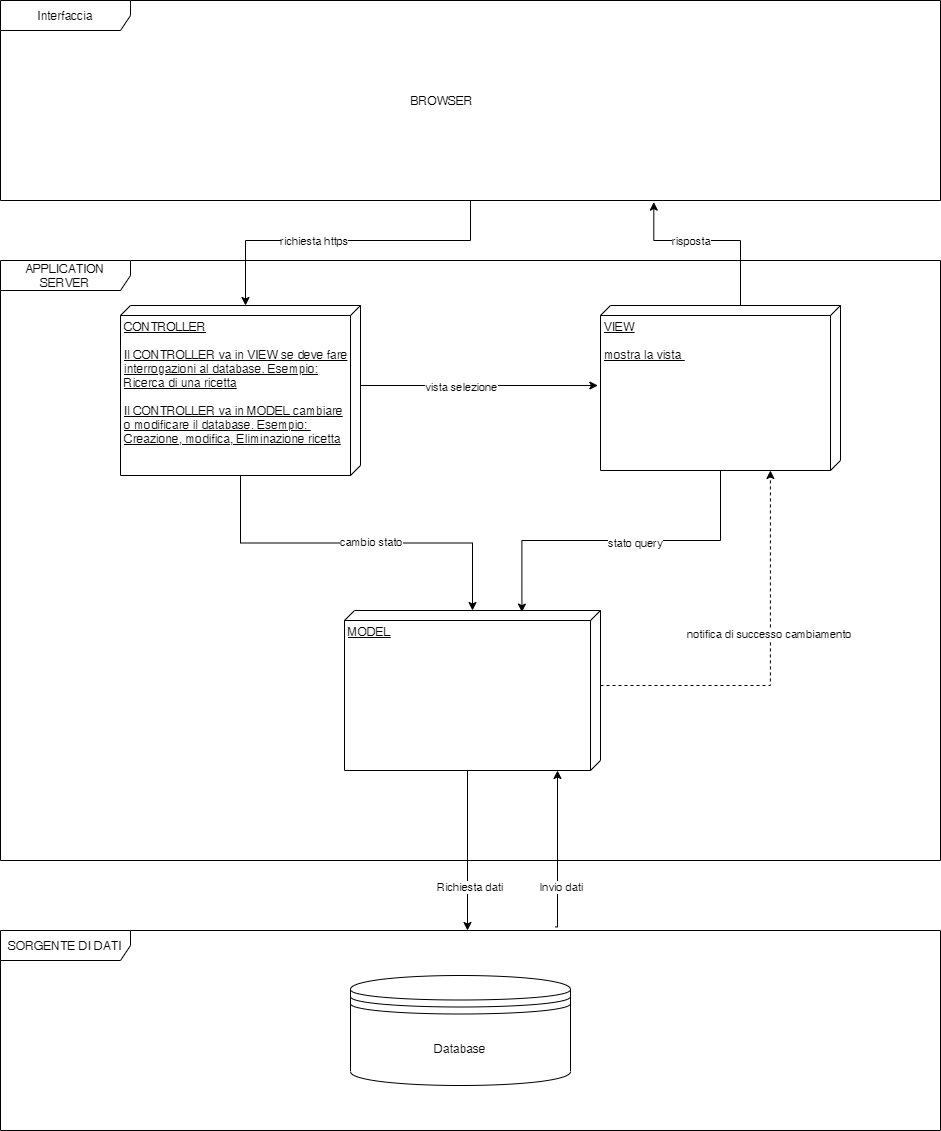 Interfaccia
BROWSER
richiesta https
risposta
APPLICATION
SERVER
CONTROLLER
Il CONTROLLER va in VIEW se deve fare
interrogazioni al database. Esempio:
Ricerca di una ricetta
Il CONTROLLER va in MODEL cambiare
o modificare il database. Esempio:
Creazione, modifica, Eliminazione ricetta
vista selezione
VIEW
mostra la vista
cambio stato
stato query
MODEL
notifica di successo cambiamento
Richiesta dati
Invio dati
SORGENTE DI DATI
Database